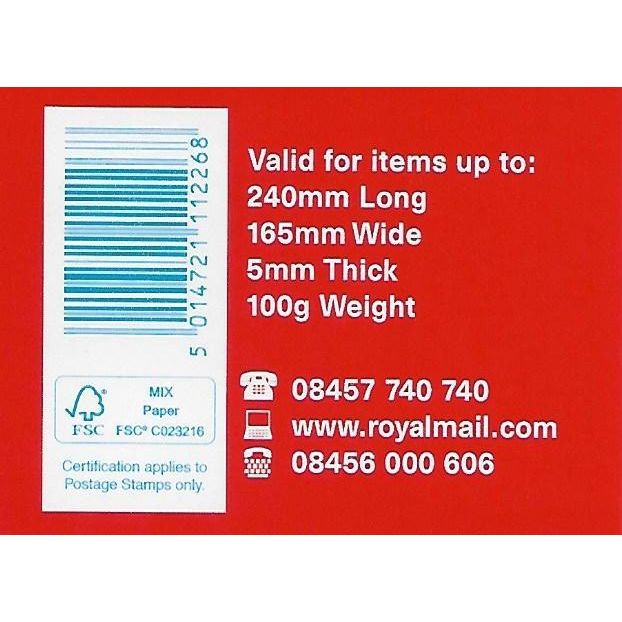 5 014721 112268
MIX
Paper
FSC® C023216
FSC
Certification applies to
Postage Stamps only.
Valid for items up to:
240mm Long
165mm Wide
5mm Thick
100g Weight
08457 740 740
www.royalmail.com
08456 000 606